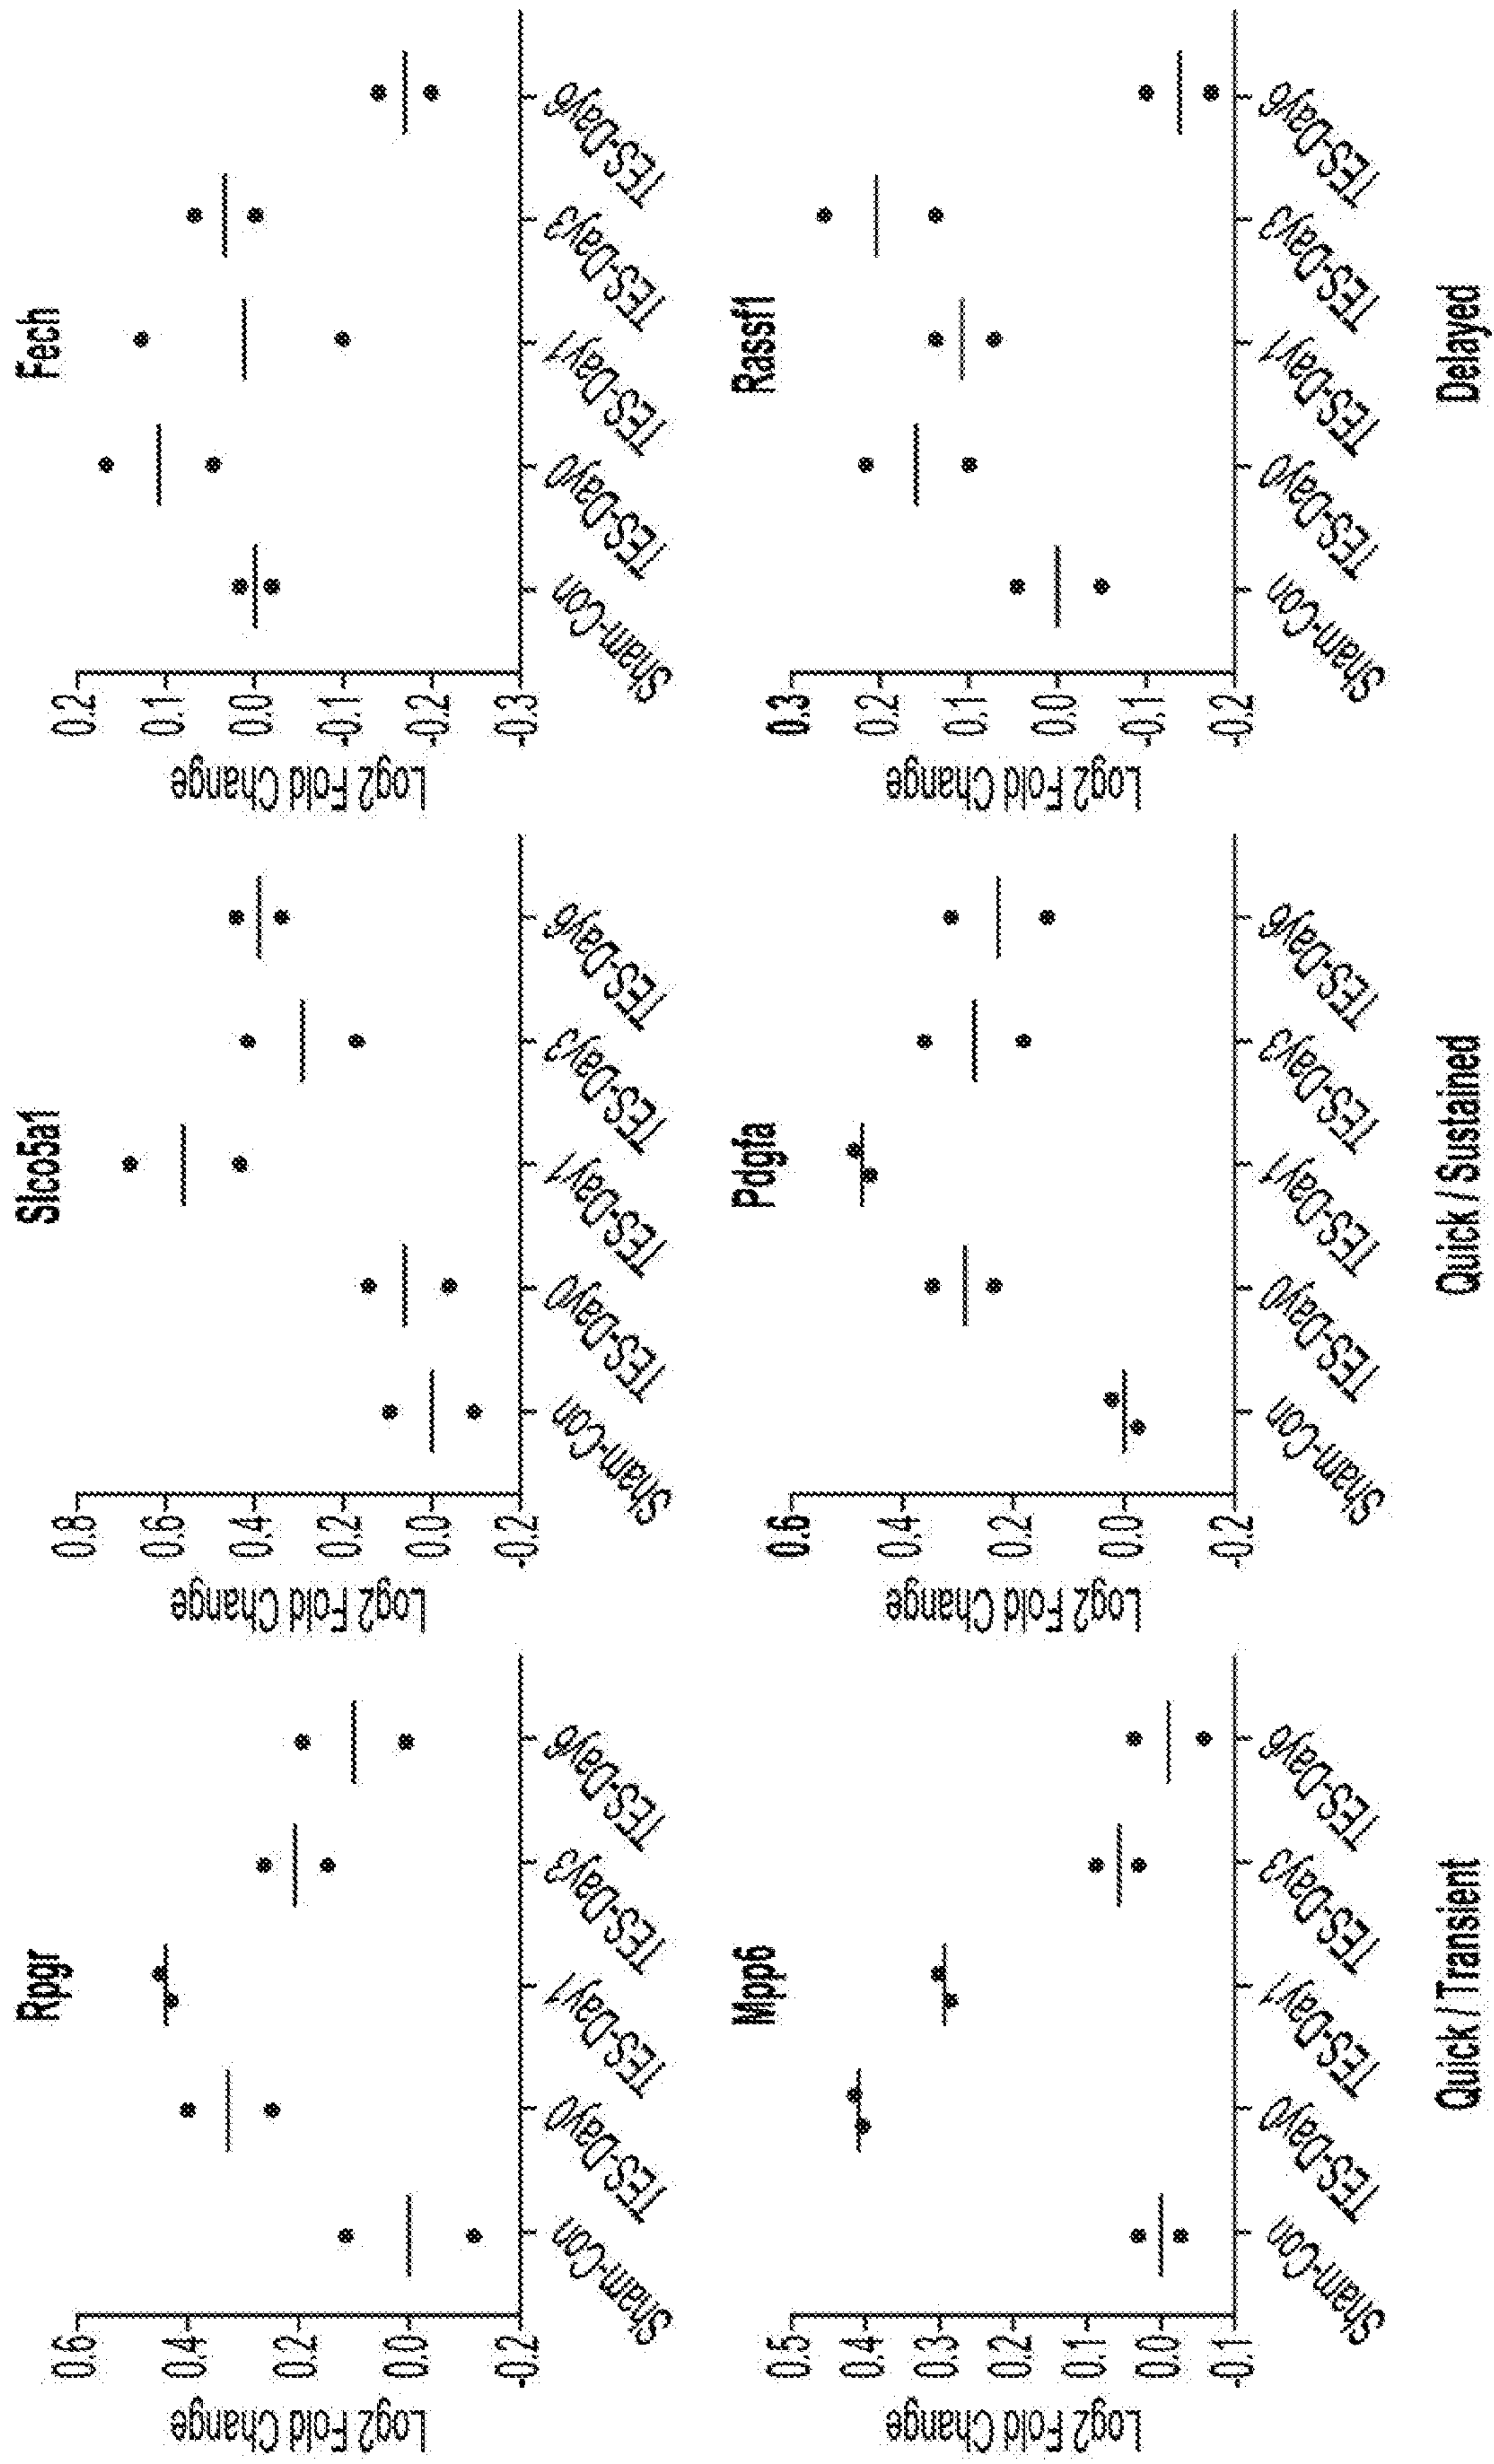 Rpgr
Log2 Fold Change
0.6
0.4
0.2
0.0
-0.2
Sham-Con
TES-Day0
TES-Day1
TES-Day3
TES-Day6
Slco5a1
Log2 Fold Change
0.8
0.6
0.4
0.2
0.0
-0.2
Sham-Con
TES-Day0
TES-Day1
TES-Day3
TES-Day6
Fech
Log2 Fold Change
0.2
0.1
0.0
-0.1
-0.2
-0.3
Sham-Con
TES-Day0
TES-Day1
TES-Day3
TES-Day6
Mpp6
Log2 Fold Change
0.5
0.4
0.3
0.2
0.1
0.0
-0.1
Sham-Con
TES-Day0
TES-Day1
TES-Day3
TES-Day6
Pdgfa
Log2 Fold Change
0.6
0.4
0.2
0.0
-0.2
Sham-Con
TES-Day0
TES-Day1
TES-Day3
TES-Day6
Rassf1
Log2 Fold Change
0.3
0.2
0.1
0.0
-0.1
-0.2
Sham-Con
TES-Day0
TES-Day1
TES-Day3
TES-Day6
Quick / Transient
Quick / Sustained
Delayed